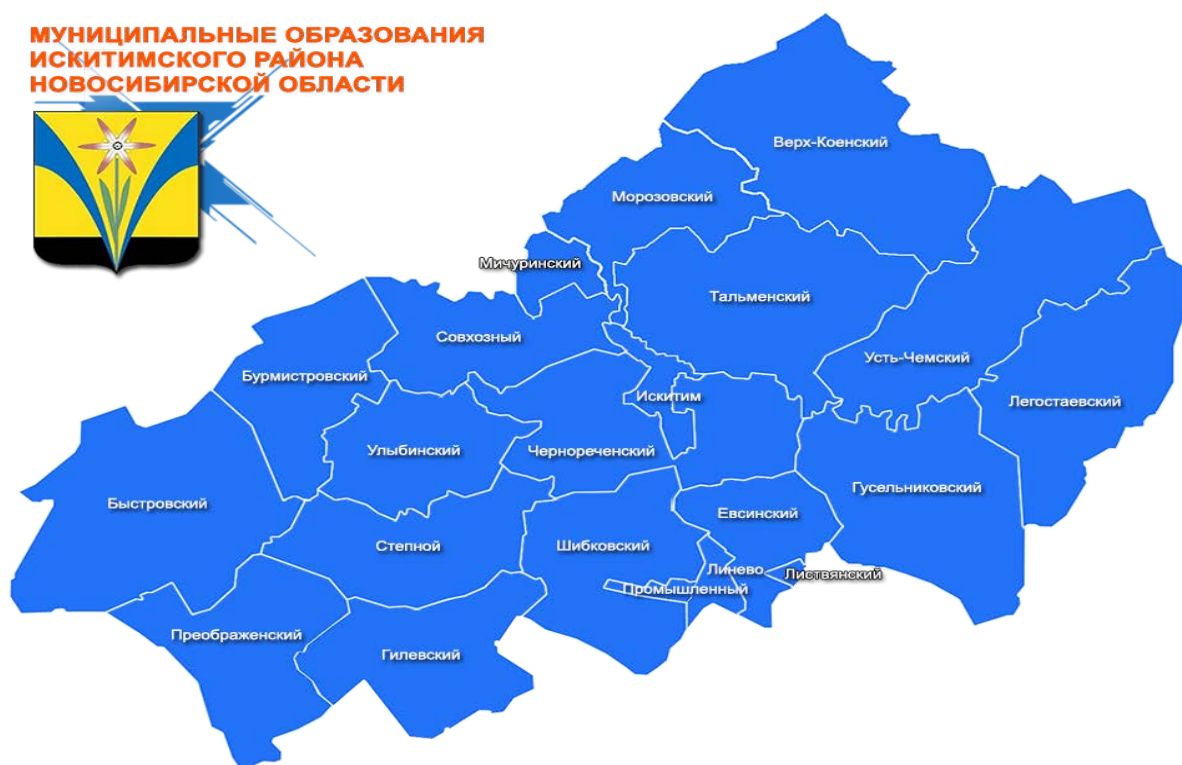 МУНИЦИПАЛЬНЫЕ ОБРАЗОВАНИЯ
ИСКИТИМСКОГО РАЙОНА
НОВОСИБИРСКОЙ ОБЛАСТИ
Верх-Коенский
Морозовский
Мичуринский
Тальменский
Совхозный
Усть-Чемский
Бурмистровский
Искитим
Легостаевский
Улыбинский
Чернореченский
Гусельниковский
Быстровский
Евсинский
Степной
Шибковский
Линево
Листвянский
Промышленный
Преображенский
Гилевский